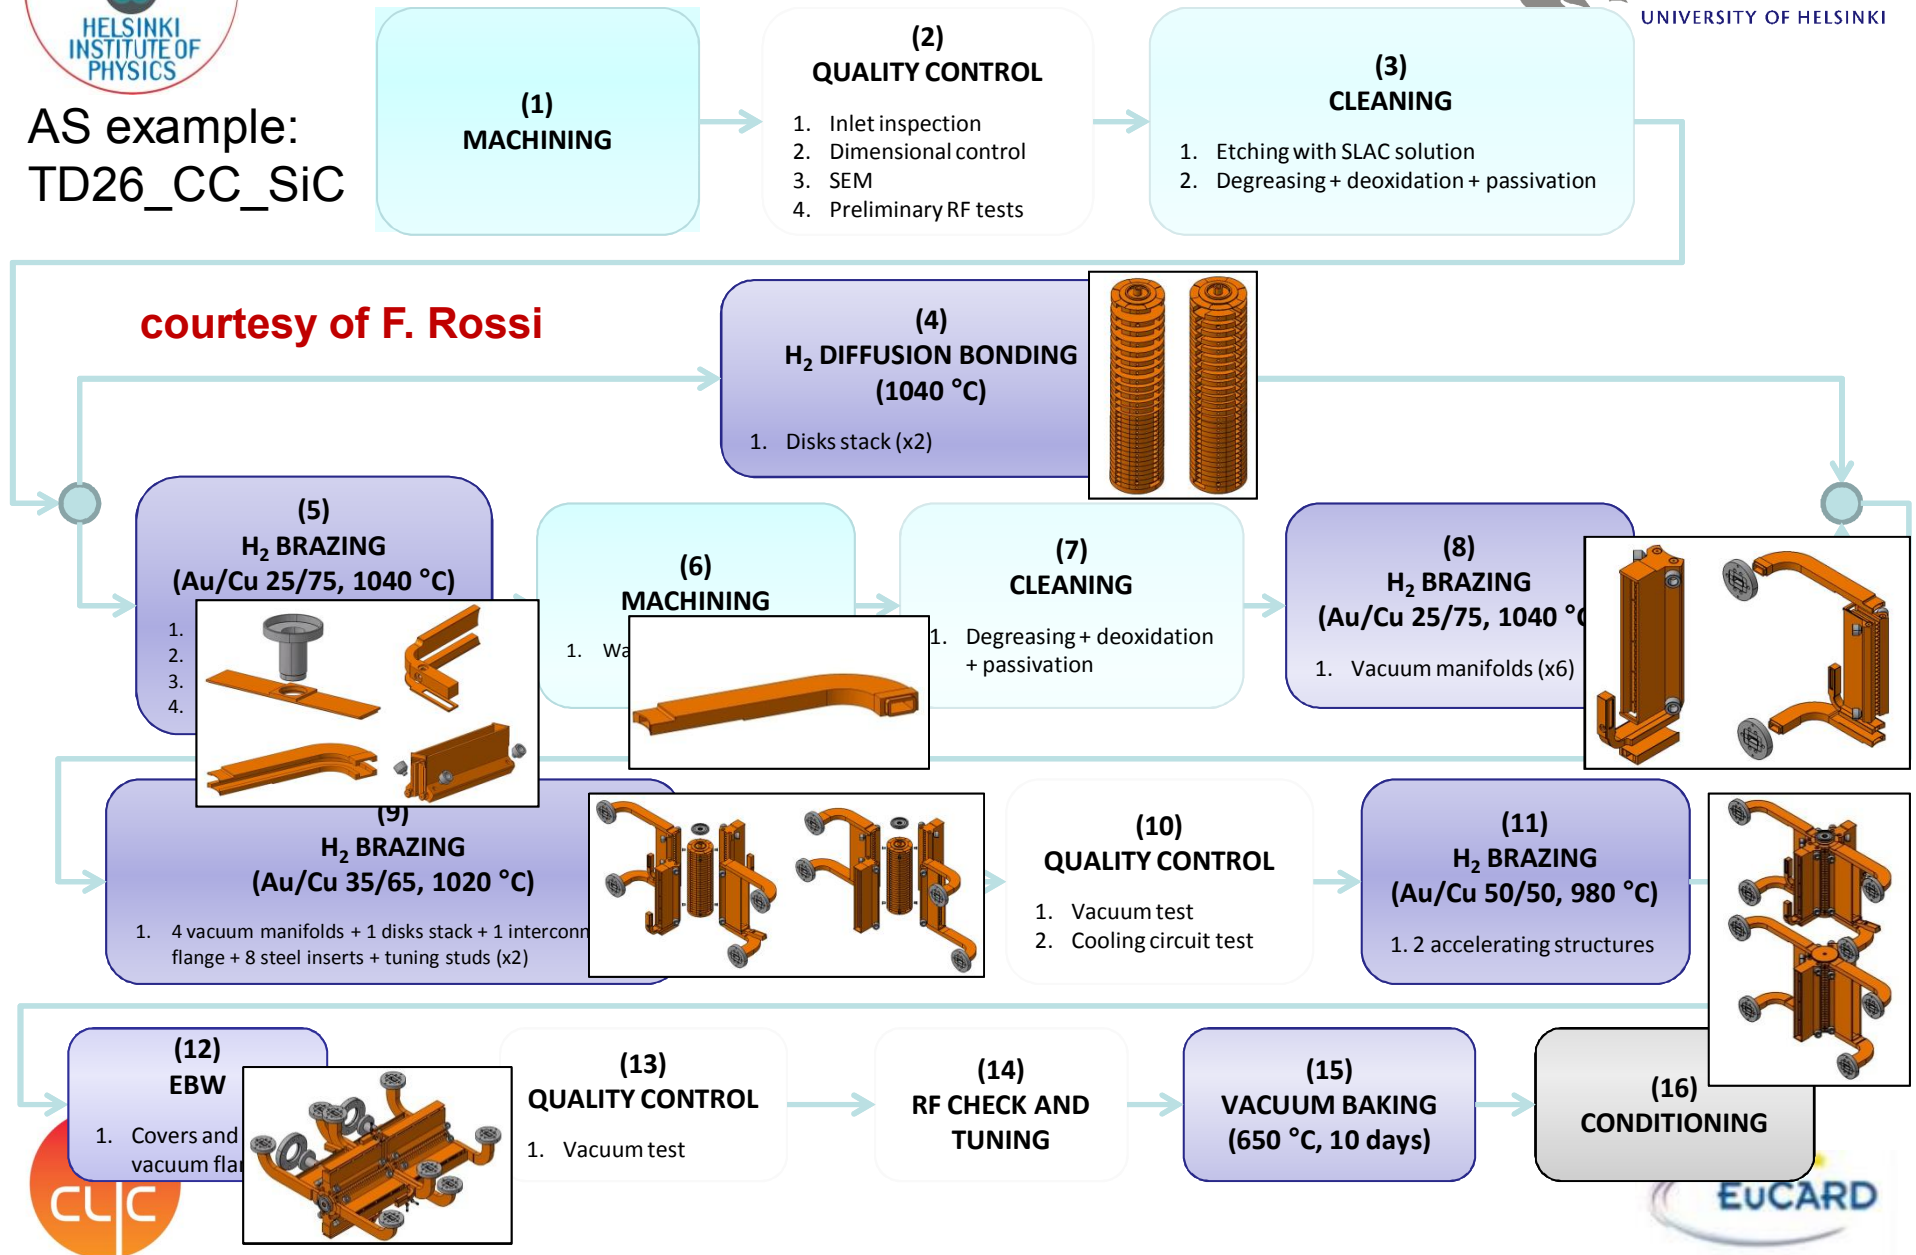 HELSINKI
INSTITUTE OF
PHYSICS
UNIVERSITY OF HELSINKI
AS example:
TD26_CC_SiC
(1)
MACHINING
(2)
QUALITY CONTROL
1. Inlet inspection
2. Dimensional control
3. SEM
4. Preliminary RF tests
(3)
CLEANING
1. Etching with SLAC solution
2. Degreasing + deoxidation + passivation
courtesy of F. Rossi
(4)
H₂ DIFFUSION BONDING
(1040 °C)
1. Disks stack (x2)
(5)
H₂ BRAZING
(Au/Cu 25/75, 1040 °C)
1.
2.
3.
4.
(6)
MACHINING
1.
(7)
CLEANING
1. Degreasing + deoxidation
+ passivation
(8)
H₂ BRAZING
(Au/Cu 25/75, 1040 °C
1. Vacuum manifolds (x6)
(9)
H₂ BRAZING
(Au/Cu 35/65, 1020 °C)
1. 4 vacuum manifolds + 1 disks stack + 1
flange + 8 steel inserts + tuning studs (x2)
(10)
QUALITY CONTROL
1. Vacuum test
2. Cooling circuit test
(11)
H₂ BRAZING
(Au/Cu 50/50, 980 °C)
1. 2 accelerating structures
(12)
EBW
1. Covers and
vacuum
(13)
QUALITY CONTROL
1. Vacuum test
(14)
RF CHECK AND
TUNING
(15)
VACUUM BAKING
(650 °C, 10 days)
(16)
CONDITIONING
CLIC
EuCARD